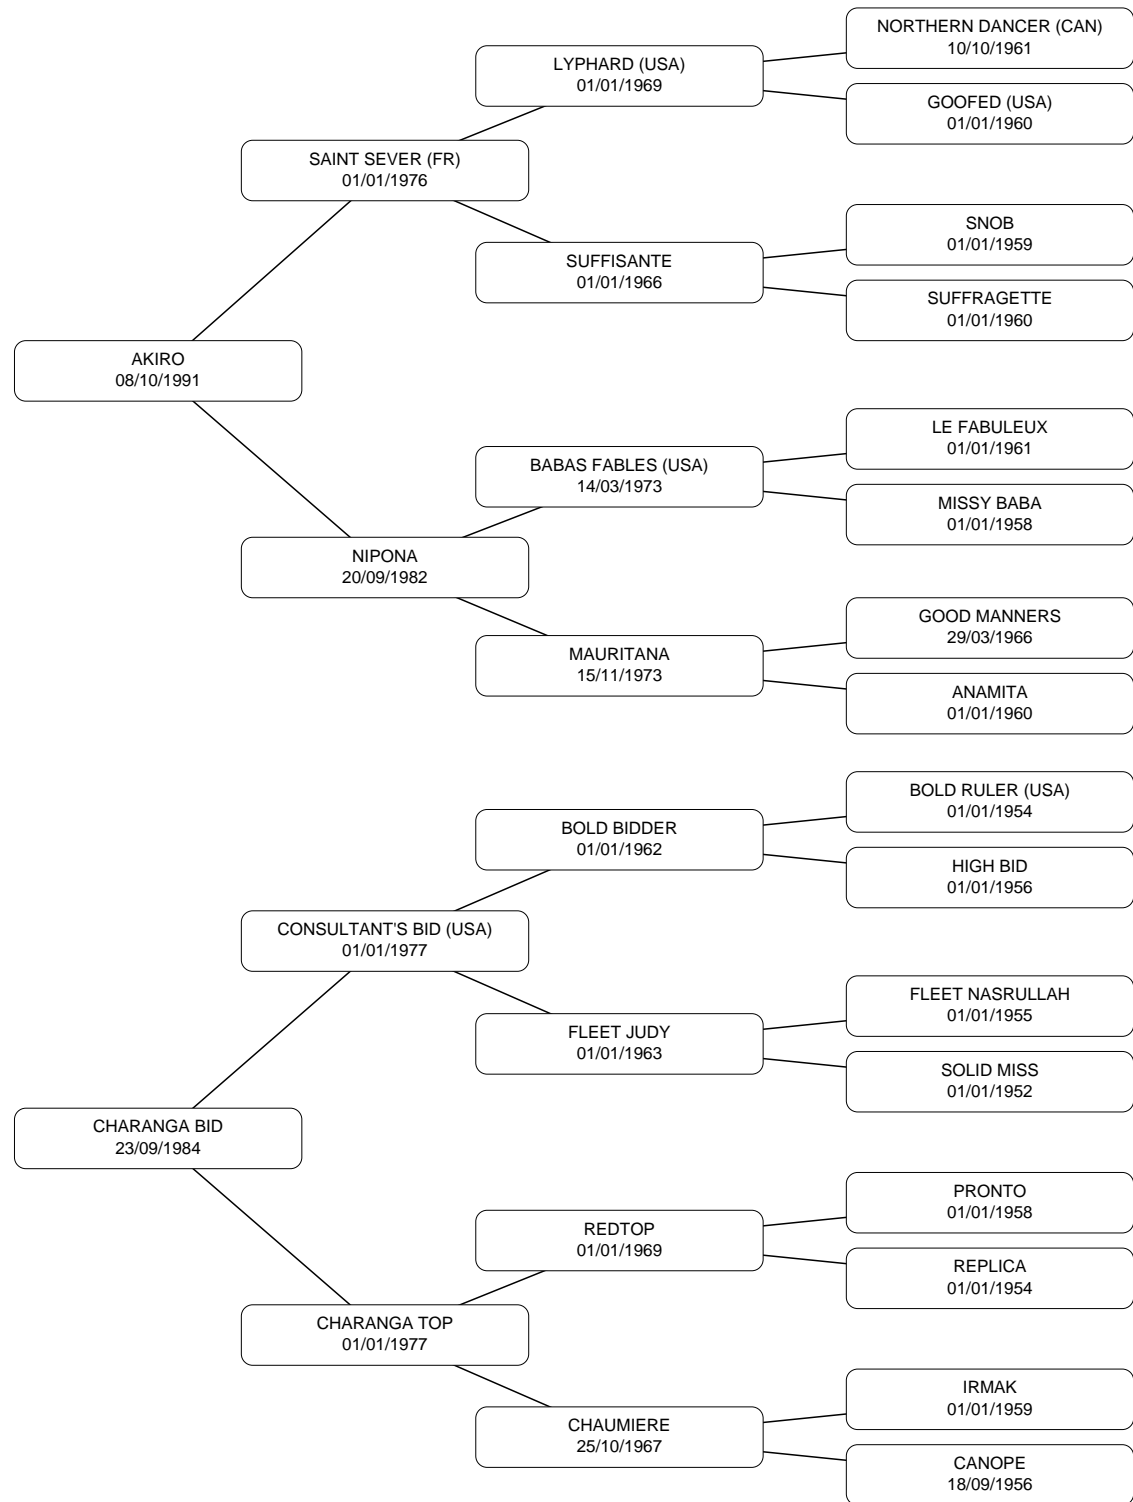 NORTHERN DANCER (CAN)
10/10/1961
LYPHARD (USA)
01/01/1969
GOOFED (USA)
01/01/1960
SAINT SEVER (FR)
01/01/1976
SNOB
01/01/1959
SUFFISANTE
01/01/1966
SUFFRAGETTE
01/01/1960
AKIRO
08/10/1991
LE FABULEUX
01/01/1961
BABAS FABLES (USA)
14/03/1973
MISSY BABA
01/01/1958
NIPONA
20/09/1982
GOOD MANNERS
29/03/1966
MAURITANA
15/11/1973
ANAMITA
01/01/1960
BOLD RULER (USA)
01/01/1954
BOLD BIDDER
01/01/1962
HIGH BID
01/01/1956
CONSULTANT'S BID (USA)
01/01/1977
FLEET NASRULLAH
01/01/1955
FLEET JUDY
01/01/1963
SOLID MISS
01/01/1952
CHARANGA BID
23/09/1984
PRONTO
01/01/1958
REDTOP
01/01/1969
REPLICA
01/01/1954
CHARANGA TOP
01/01/1977
IRMAK
01/01/1959
CHAUMIERE
25/10/1967
CANOPE
18/09/1956